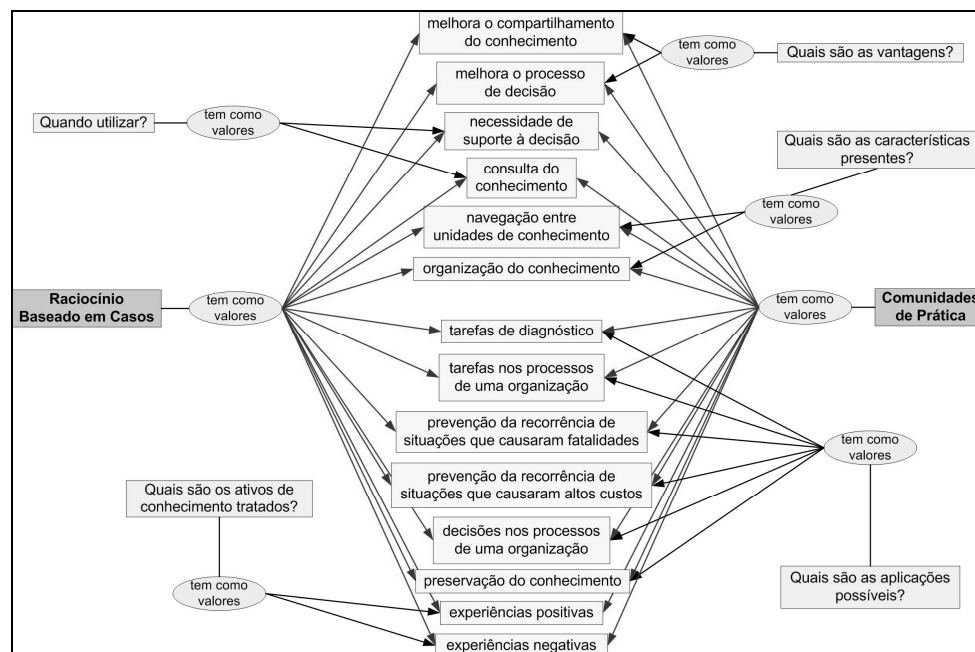 melhora o compartilhamento
do conhecimento
tem como
valores
Quais são as vantagens?
melhora o processo
de decisão
Quando utilizar?
tem como
valores
necessidade de
suporte à decisão
Quais são as características
presentes?
consulta do
conhecimento
tem como
valores
navegação entre
unidades de conhecimento
organização do conhecimento
Raciocínio
Baseado em Casos
tem como
valores
tem como
valores
Comunidades
de Prática
tarefas de diagnóstico
tarefas nos processos
de uma organização
prevenção da recorrência de
situações que causaram fatalidades
tem como
valores
prevenção da recorrência de
situações que causaram altos custos
Quais são os ativos de
conhecimento tratados?
decisões nos processos
de uma organização
preservação do conhecimento
Quais são as aplicações
possíveis?
tem como
valores
experiências positivas
experiências negativas